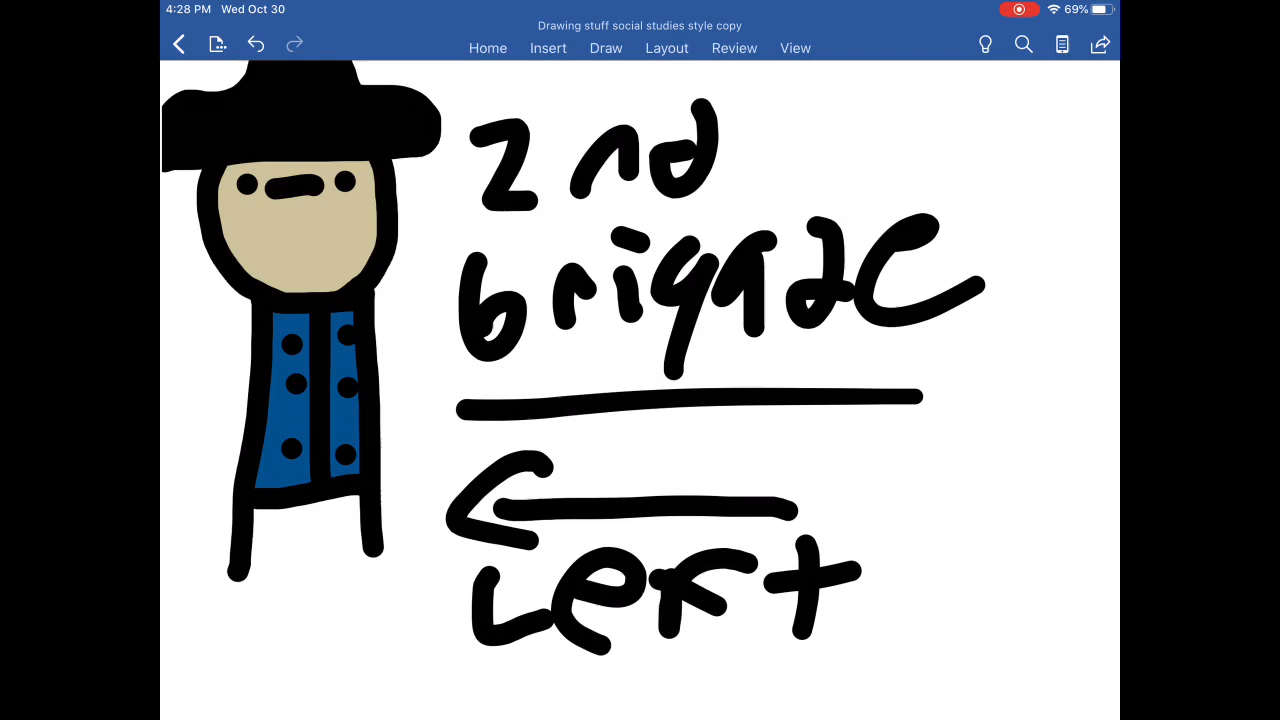 4:28 PM Wed Oct 30
69%
Drawing stuff social studies style copy
Home Insert Draw Layout Review View
2nd
brigade
Left